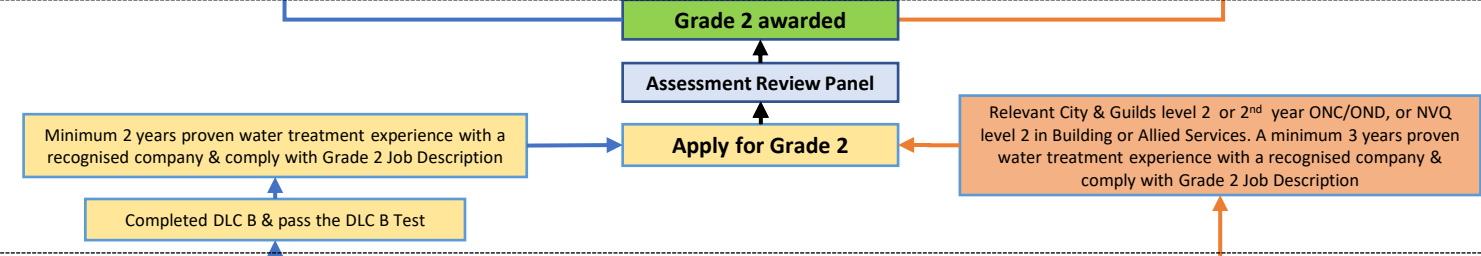 Grade 2 awarded
Assessment Review Panel
Minimum 2 years proven water treatment experience with a
recognised company & comply with Grade 2 Job Description
Apply for Grade 2
Relevant City & Guilds level 2 or 2nd year ONC/OND, or NVQ
level 2 in Building or Allied Services. A minimum 3 years proven
water treatment experience with a recognised company &
comply with Grade 2 Job Description
Completed DLC B & pass the DLC B Test